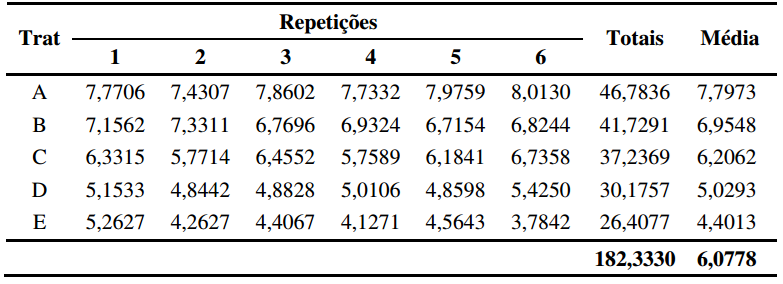 Trat Repetições Totais Média
1 2 3 4 5 6
A 7,7706 7,4307 7,8602 7,7332 7,9759 8,0130 46,7836 7,7973
B 7,1562 7,3311 6,7696 6,9324 6,7154 6,8244 41,7291 6,9548
C 6,3315 5,7714 6,4552 5,7589 6,1841 6,7358 37,2369 6,2062
D 5,1533 4,8442 4,8828 5,0106 4,8598 5,4250 30,1757 5,0293
E 5,2627 4,2627 4,4067 4,1271 4,5643 3,7842 26,4077 4,4013
182,3330 6,0778